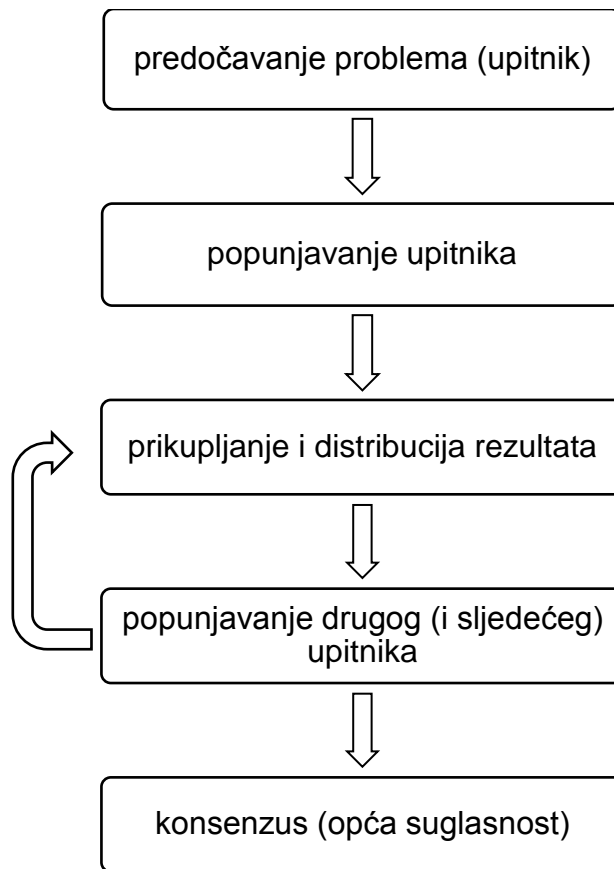 predočavanje problema (upitnik)
popunjavanje upitnika
prikupljanje i distribucija rezultata
popunjavanje drugog (i sljedećeg)
upitnika
konsenzus (opća suglasnost)